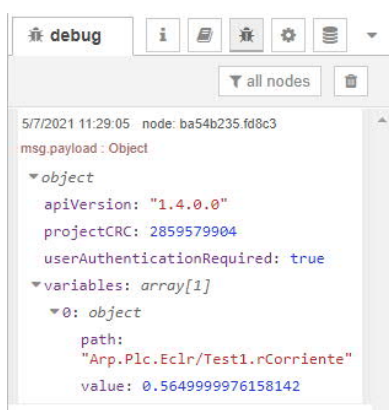 debug
i
all nodes
5/7/2021 11:29:05 node: ba54b235.fd8c3
msg.payload : Object
object
apiVersion: "1.4.0.0"
projectCRC: 2859579904
userAuthenticationRequired: true
variables: array[1]
0: object
path:
"Arp.Plc.Eclr/Test1.rCorriente"
value: 0.5649999976158142